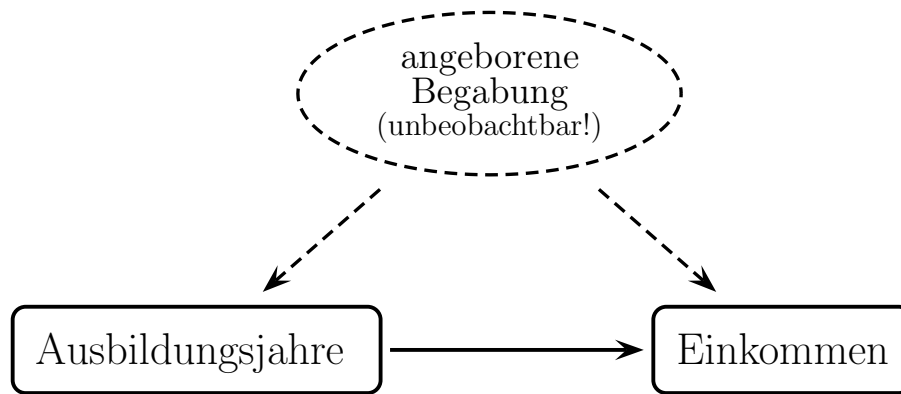 angeborene
Begabung
(unbeobachtbar!)
Ausbildungsjahre
Einkommen